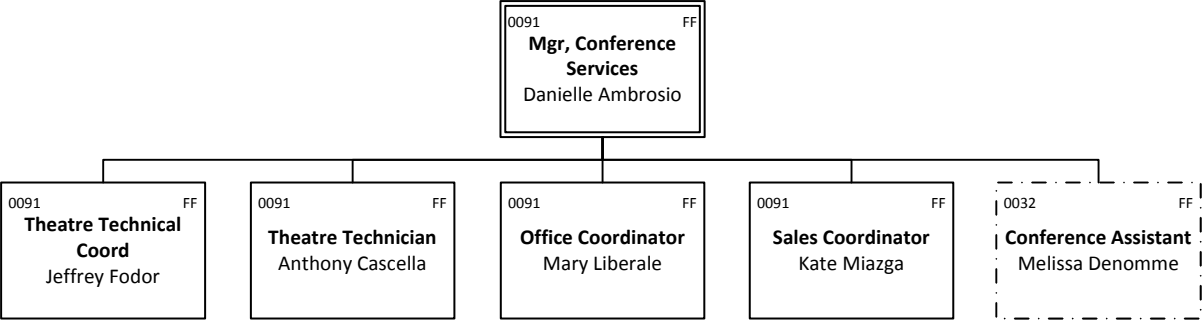 0091 FF
Mgr, Conference
Services
Danielle Ambrosio
0091 FF
Theatre Technical
Coord
Jeffrey Fodor
0091 FF
Theatre Technician
Anthony Cascella
0091 FF
Office Coordinator
Mary Liberale
0091 FF
Sales Coordinator
Kate Miazga
0032 FF
Conference Assistant
Melissa Denomme